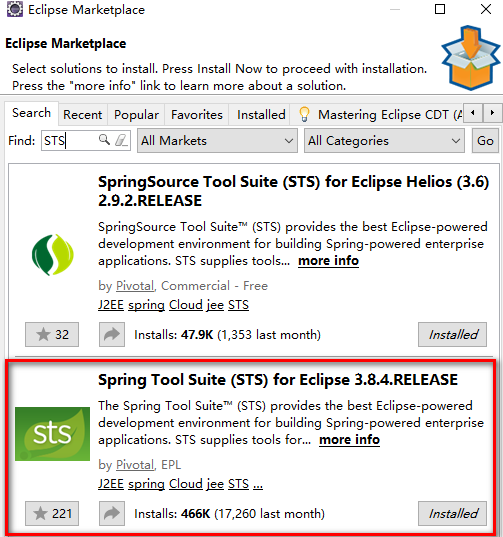 Eclipse Marketplace
Eclipse Marketplace
Select solutions to install. Press Install Now to proceed with installation.
Press the "more info" link to learn more about a solution.
Search Recent Popular Favorites Installed Mastering Eclipse CDT (A
Find: STS All Markets All Categories Go
SpringSource Tool Suite (STS) for Eclipse Helios (3.6)
2.9.2.RELEASE
SpringSource Tool Suite™ (STS) provides the best Eclipse-powered
development environment for building Spring-powered enterprise
applications. STS supplies tools... more info
by Pivotal, Commercial - Free
J2EE spring Cloud jee STS
32 Installs: 47.9K (1,353 last month) Installed
Spring Tool Suite (STS) for Eclipse 3.8.4.RELEASE
sts
The Spring Tool Suite™ (STS) provides the best Eclipse-powered
development environment for building Spring-powered enterprise
applications. STS supplies tools for... more info
by Pivotal, EPL
J2EE spring Cloud jee STS ...
221 Installs: 466K (17,260 last month) Installed